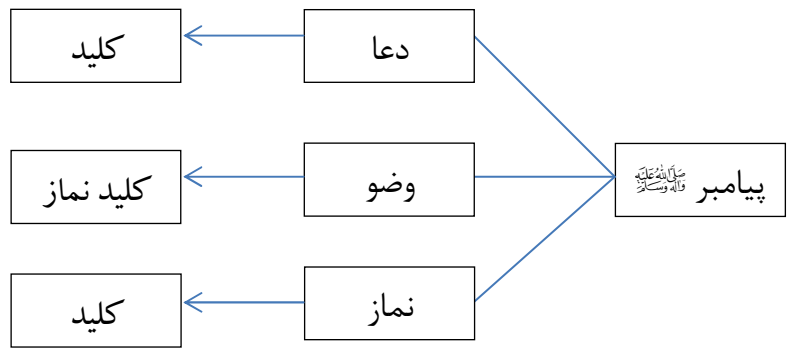 پیامبر ﷺ
دعا
کلید
وضو
کلید نماز
نماز
کلید